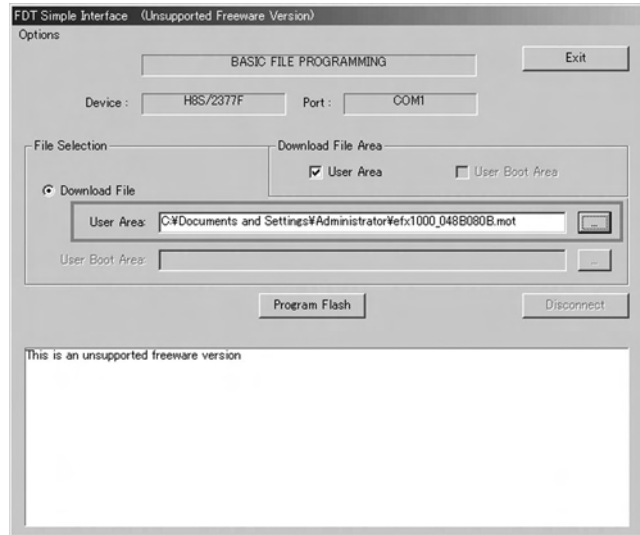 FDT Simple Interface (Unsupported Freeware Version)
Options
BASIC FILE PROGRAMMING
Exit
Device :
H8S/2377F
Port :
COM1
File Selection
Download File Area
User Area
User Boot Area
Download File
User Area:
C:¥Documents and Settings¥Administrator¥efx1000_048B080B.mot
...
User Boot Area:
...
Program Flash
Disconnect
This is an unsupported freeware version